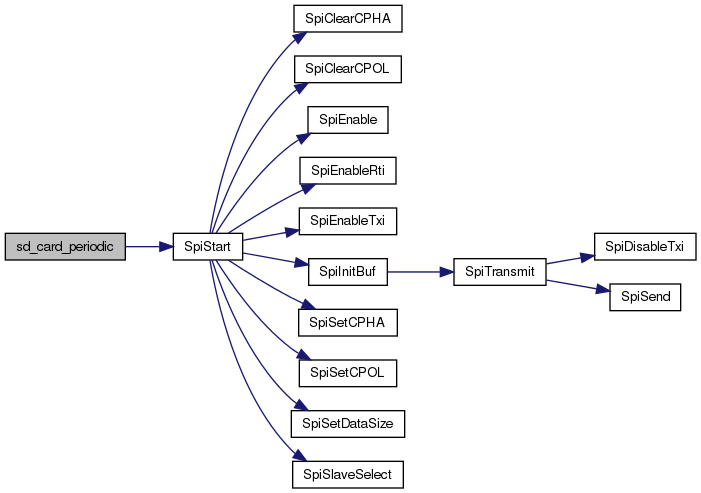 SpiClearCPHA
SpiClearCPOL
SpiEnable
SpiEnableRti
SpiEnableTxi
sd_card_periodic
SpiStart
SpiInitBuf
SpiTransmit
SpiDisableTxi
SpiSend
SpiSetCPHA
SpiSetCPOL
SpiSetDataSize
SpiSlaveSelect